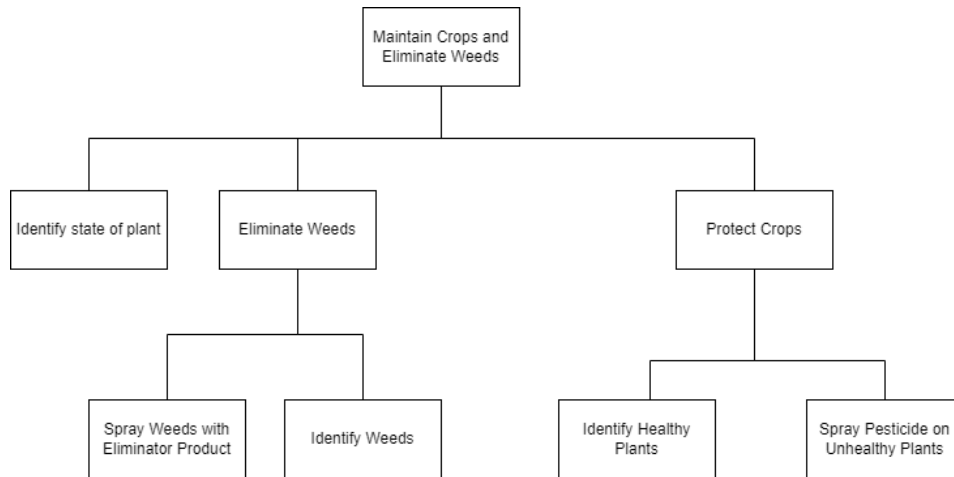 Maintain Crops and
Eliminate Weeds
Identify state of plant
Eliminate Weeds
Protect Crops
Spray Weeds with
Eliminator Product
Identify Weeds
Identify Healthy
Plants
Spray Pesticide on
Unhealthy Plants